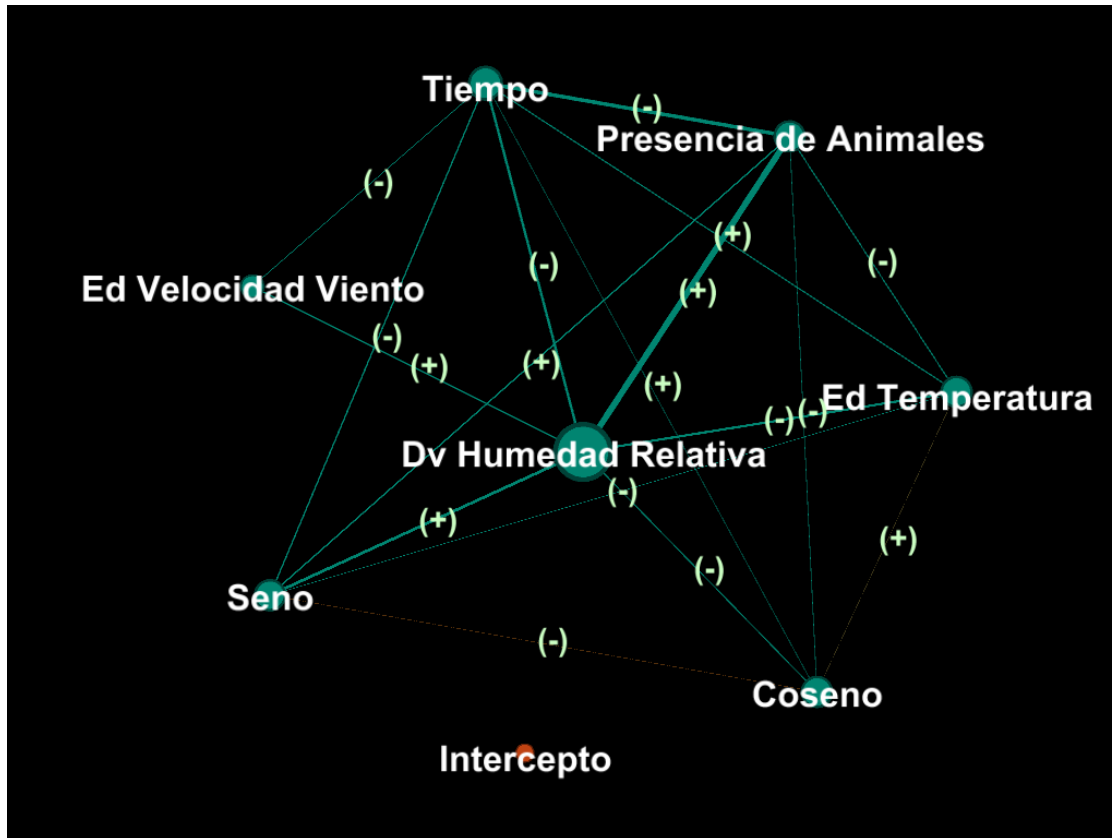 Tiempo
(-)
Presencia de Animales
(-)
(+)
(-)
(-)
Ed Velocidad Viento
(+)
(-)
(+)
(+)
(+)
Ed Temperatura
(-)
(-)
Dv Humedad Relativa
(-)
(+)
(+)
(-)
Seno
(-)
Coseno
Intercepto